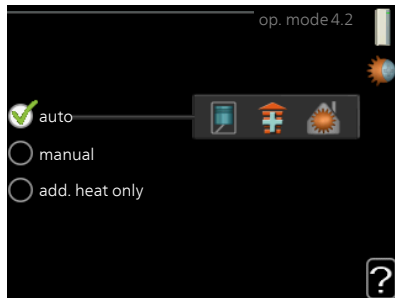 op. mode 4.2
auto
manual
add. heat only
?